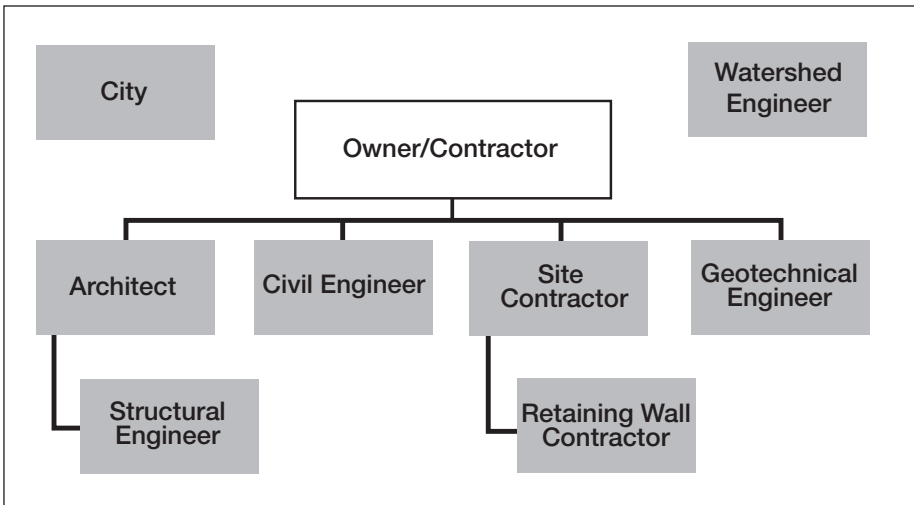 City
Watershed
Engineer
Owner/Contractor
Architect
Civil Engineer
Site
Contractor
Geotechnical
Engineer
Structural
Engineer
Retaining Wall
Contractor